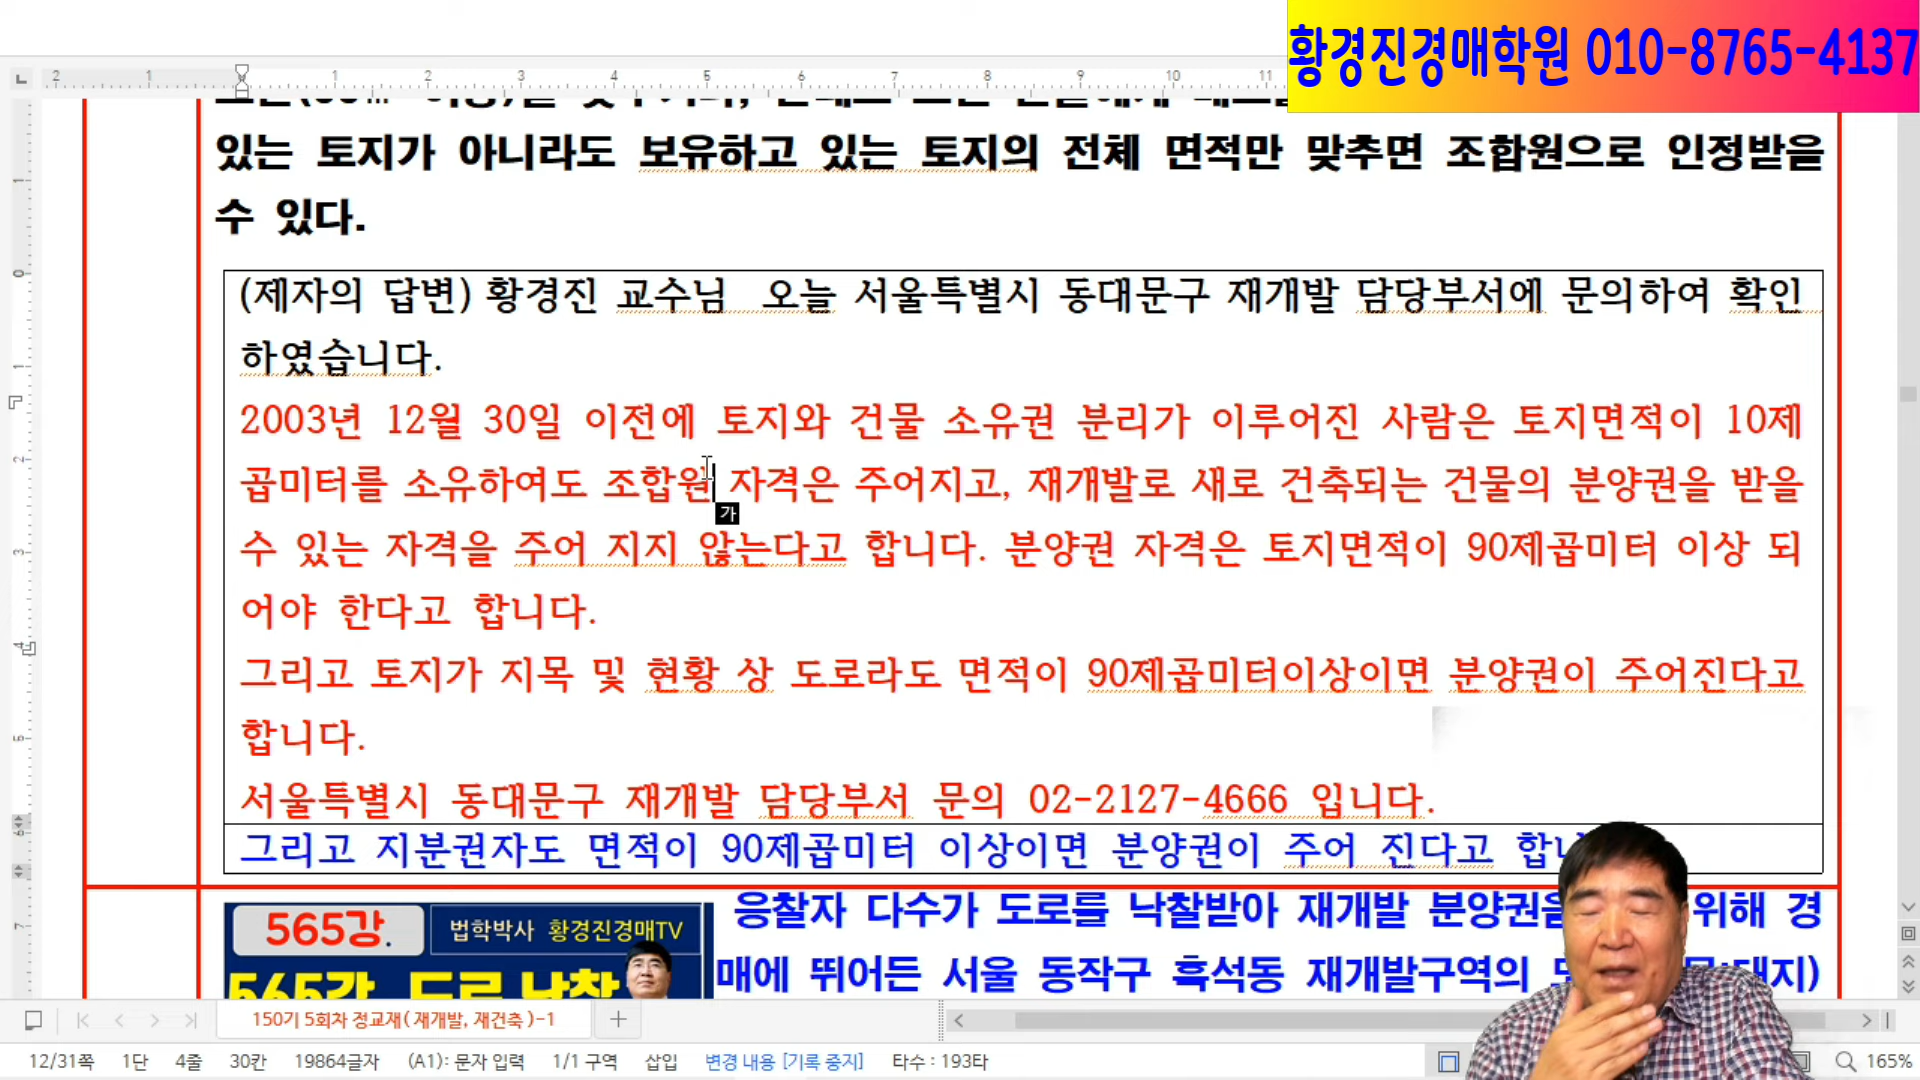 황경진경매학원 010-8765-4137
있는 토지가 아니라도 보유하고 있는 토지의 전체 면적만 맞추면 조합원으로 인정받을
수 있다.
(제자의 답변) 황경진 교수님 오늘 서울특별시 동대문구 재개발 담당부서에 문의하여 확인
하였습니다.
2003년 12월 30일 이전에 토지와 건물 소유권 분리가 이루어진 사람은 토지면적이 10제
곱미터를 소유하여도 조합원 자격은 주어지고, 재개발로 새로 건축되는 건물의 분양권을 받을
가
수 있는 자격을 주어 지지 않는다고 합니다. 분양권 자격은 토지면적이 90제곱미터 이상 되
어야 한다고 합니다.
그리고 토지가 지목 및 현황 상 도로라도 면적이 90제곱미터이상이면 분양권이 주어진다고
합니다.
서울특별시 동대문구 재개발 담당부서 문의 02-2127-4666 입니다.
그리고 지분권자도 면적이 90제곱미터 이상이면 분양권이 주어 진다고
565강. 법학박사 황경진경매TV
565강 도로 낙찰
응찰자 다수가 도로를 낙찰받아 재개발 분양권을 위해 경
매에 뛰어든 서울 동작구 흑석동 재개발구역의
150기 5회차 정교재(재개발, 재건축)-1
12/31쪽 1단 4줄 30칸 19864글자 (A1): 문자 입력 1/1 구역 삽입 변경 내용 [기록 중지] 타수 : 193타 165%